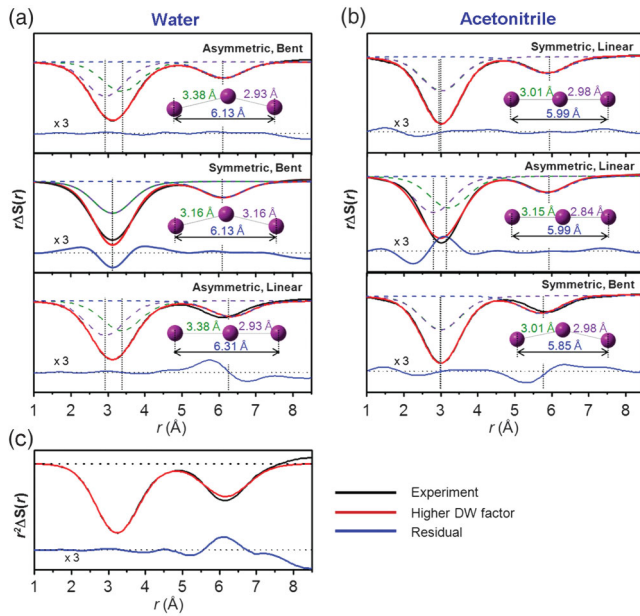 (a) Water
Asymmetric, Bent
3.38 Å 2.93 Å
6.13 Å
x 3
Symmetric, Bent
3.16 Å 3.16 Å
6.13 Å
x 3
Asymmetric, Linear
3.38 Å 2.93 Å
6.31 Å
x 3
rΔS(r)
1 2 3 4 5 6 7 8
r (Å)
(b) Acetonitrile
Symmetric, Linear
3.01 Å 2.98 Å
5.99 Å
x 3
Asymmetric, Linear
3.15 Å 2.84 Å
5.99 Å
x 3
Symmetric, Bent
3.01 Å 2.98 Å
5.85 Å
x 3
rΔS(r)
1 2 3 4 5 6 7 8
r (Å)
(c)
r²ΔS(r)
x 3
1 2 3 4 5 6 7 8
r (Å)
Experiment
Higher DW factor
Residual